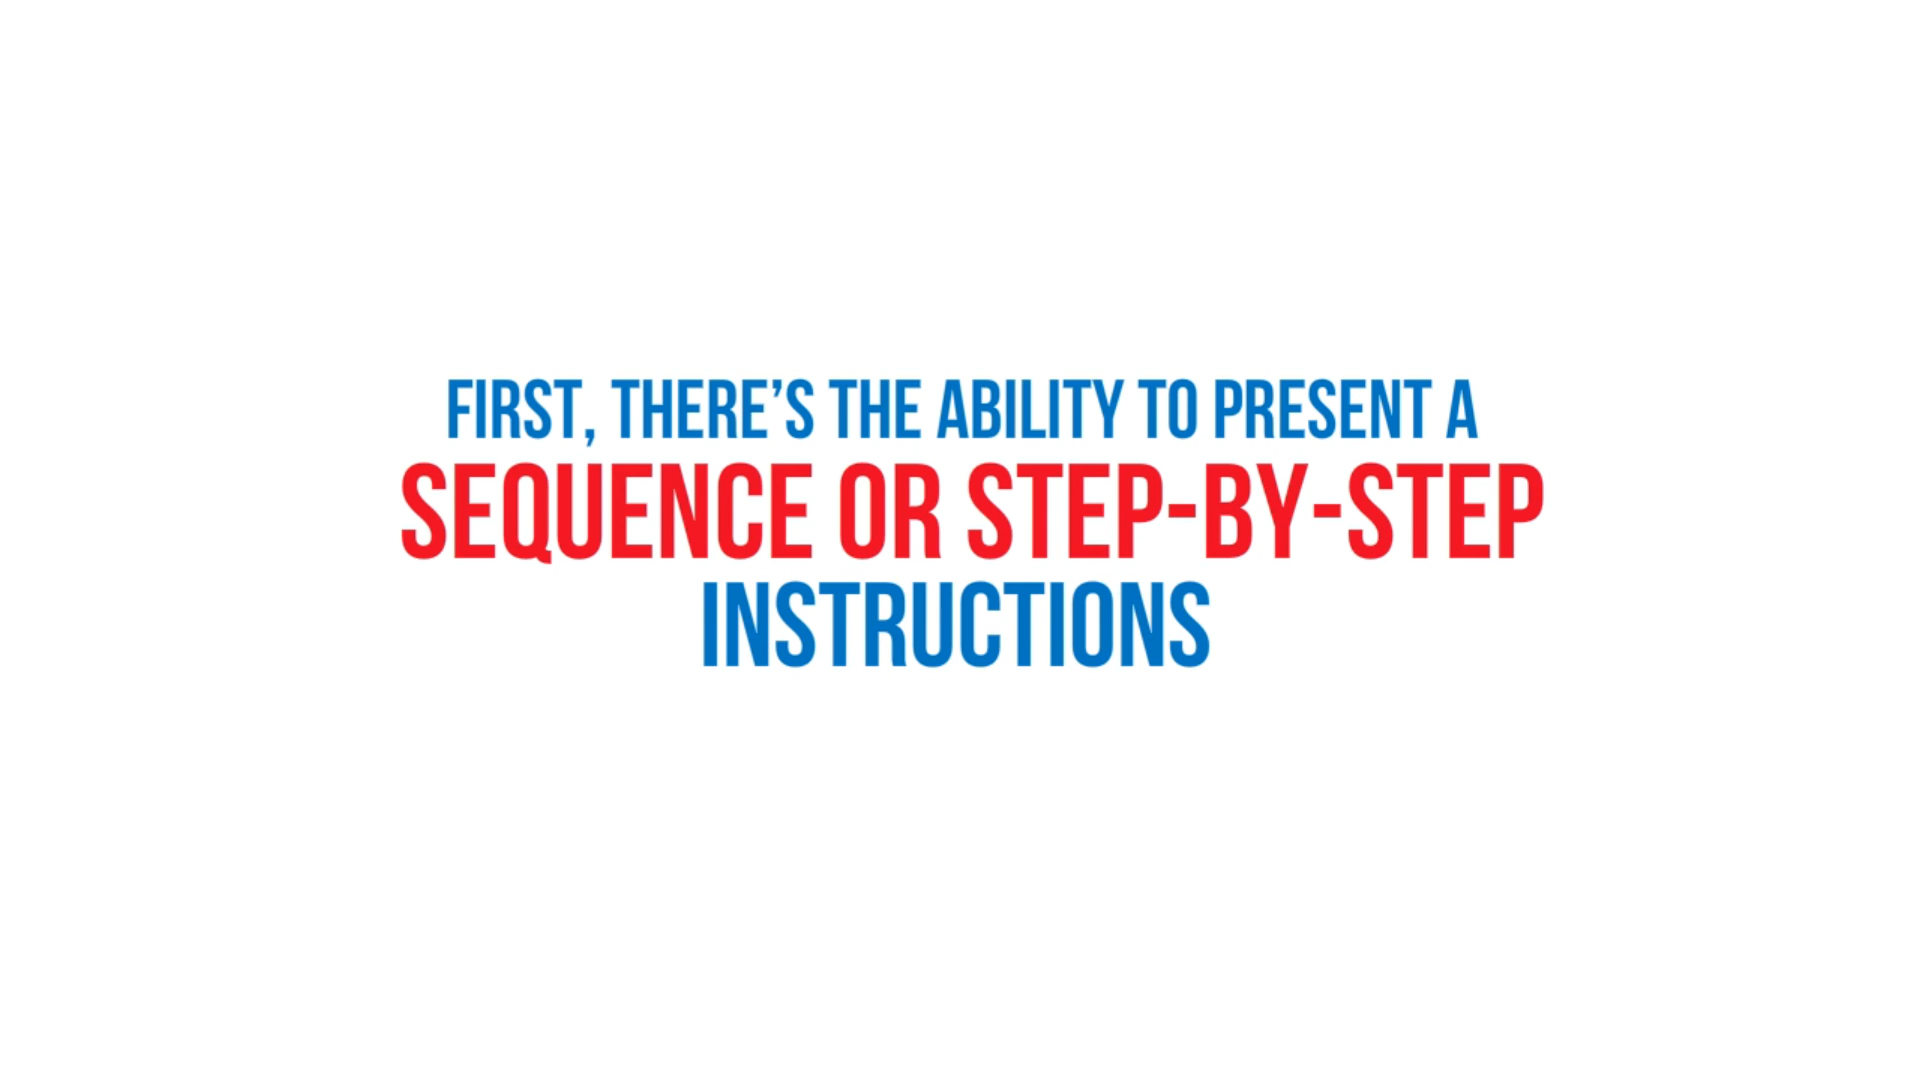 FIRST, THERE’S THE ABILITY TO PRESENT A
SEQUENCE OR STEP-BY-STEP
INSTRUCTIONS